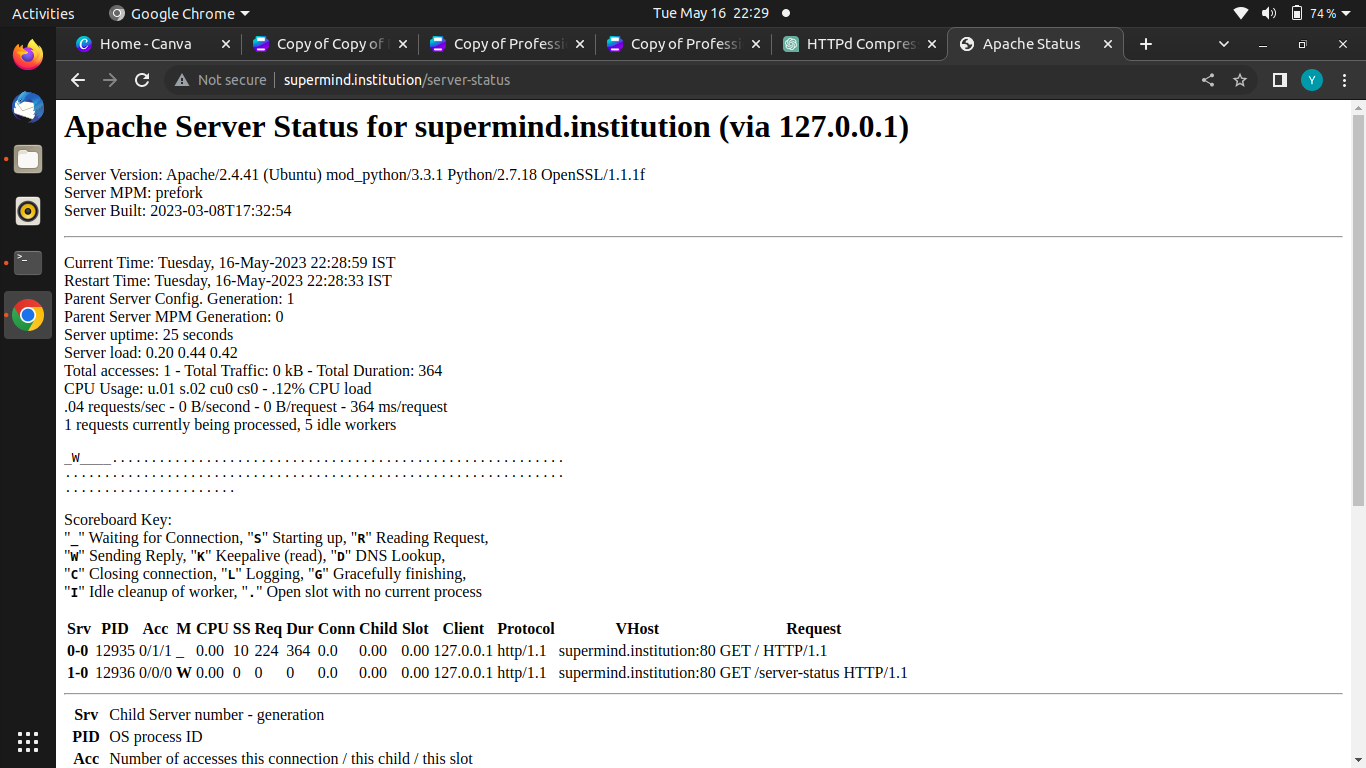 Activities
Google Chrome
Tue May 16 22:29
74 %
Home - Canva
Copy of Copy of
Copy of Professi
Copy of Professi
HTTPd Compres
Apache Status
Not secure
supermind.institution/server-status
Y
Apache Server Status for supermind.institution (via 127.0.0.1)
Server Version: Apache/2.4.41 (Ubuntu) mod_python/3.3.1 Python/2.7.18 OpenSSL/1.1.1f
Server MPM: prefork
Server Built: 2023-03-08T17:32:54
Current Time: Tuesday, 16-May-2023 22:28:59 IST
Restart Time: Tuesday, 16-May-2023 22:28:33 IST
Parent Server Config. Generation: 1
Parent Server MPM Generation: 0
Server uptime: 25 seconds
Server load: 0.20 0.44 0.42
Total accesses: 1 - Total Traffic: 0 kB - Total Duration: 364
CPU Usage: u.01 s.02 cu0 cs0 - .12% CPU load
.04 requests/sec - 0 B/second - 0 B/request - 364 ms/request
1 requests currently being processed, 5 idle workers
_W____..........................................................
................................................................
......................
Scoreboard Key:
"_" Waiting for Connection, "S" Starting up, "R" Reading Request,
"W" Sending Reply, "K" Keepalive (read), "D" DNS Lookup,
"C" Closing connection, "L" Logging, "G" Gracefully finishing,
"I" Idle cleanup of worker, "." Open slot with no current process
Srv PID Acc M CPU SS Req Dur Conn Child Slot Client Protocol VHost Request
0-0 12935 0/1/1 _ 0.00 10 224 364 0.0 0.00 0.00 127.0.0.1 http/1.1 supermind.institution:80 GET / HTTP/1.1
1-0 12936 0/0/0 W 0.00 0 0 0 0.0 0.00 0.00 127.0.0.1 http/1.1 supermind.institution:80 GET /server-status HTTP/1.1
Srv Child Server number - generation
PID OS process ID
Acc Number of accesses this connection / this child / this slot